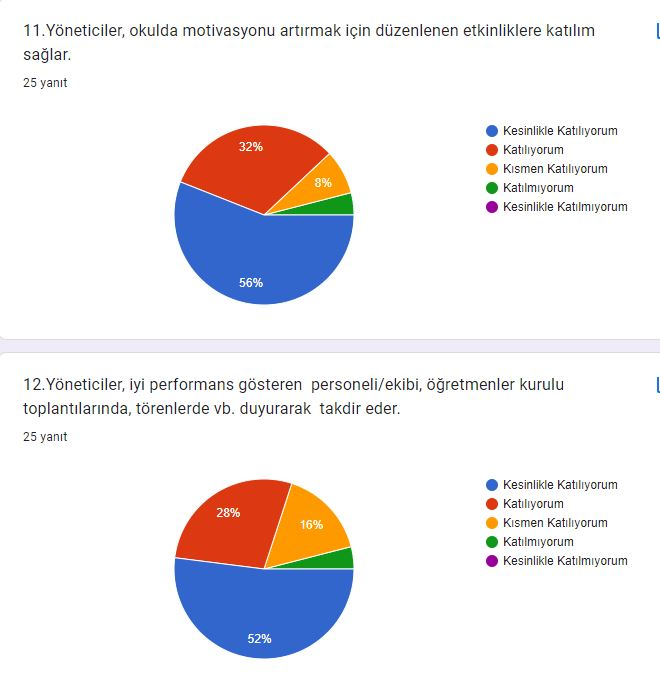 11.Yöneticiler, okulda motivasyonu artırmak için düzenlenen etkinliklere katılım
sağlar.
25 yanıt
Kesinlikle Katılıyorum
Katılıyorum
Kısmen Katılıyorum
Katılmıyorum
Kesinlikle Katılmıyorum
32%
8%
56%
12.Yöneticiler, iyi performans gösteren  personeli/ekibi, öğretmenler kurulu
toplantılarında, törenlerde vb. duyurarak  takdir eder.
25 yanıt
Kesinlikle Katılıyorum
Katılıyorum
Kısmen Katılıyorum
Katılmıyorum
Kesinlikle Katılmıyorum
28%
16%
52%